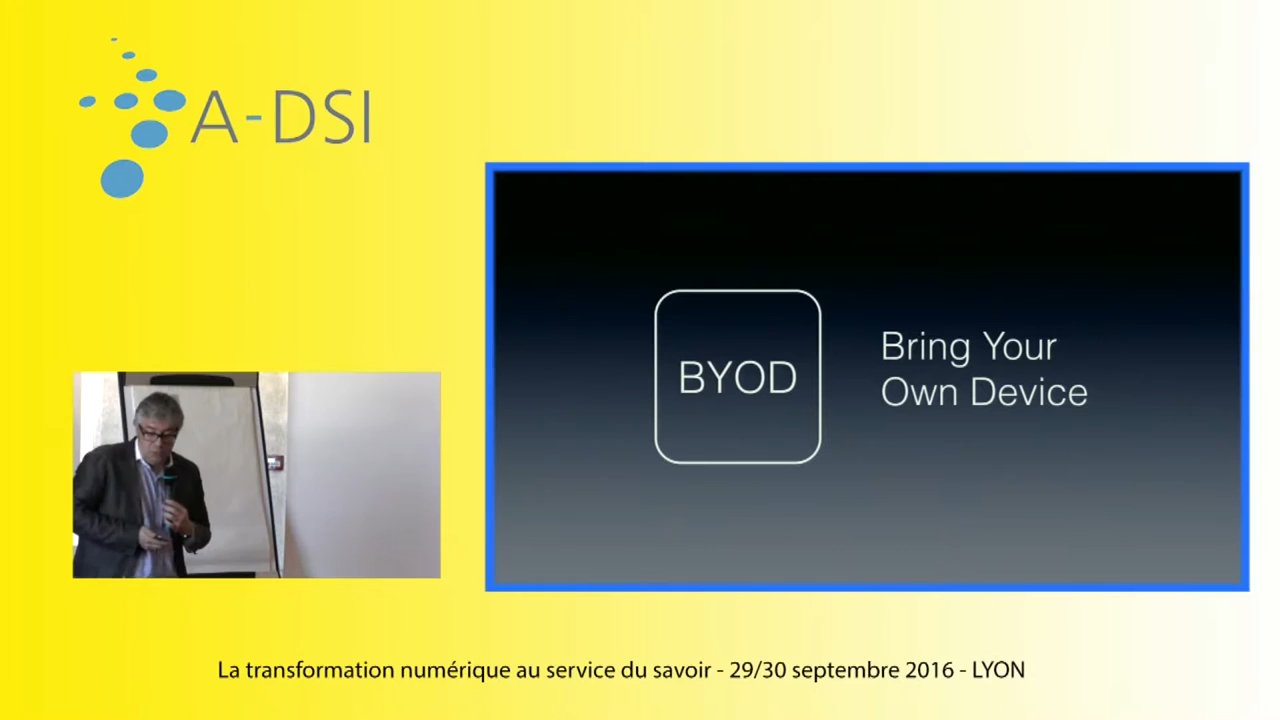 A-DSI
BYOD
Bring Your
Own Device
La transformation numérique au service du savoir - 29/30 septembre 2016 - LYON